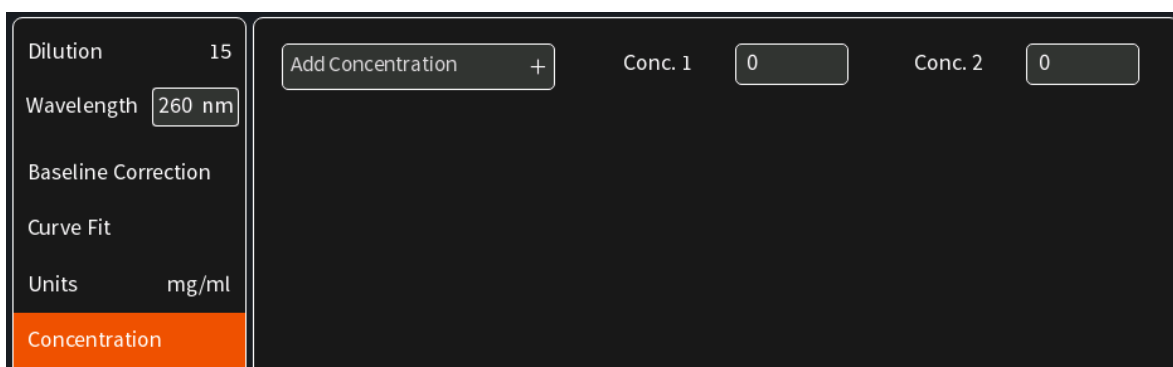 Dilution 15
Wavelength 260 nm
Baseline Correction
Curve Fit
Units mg/ml
Concentration
Add Concentration + Conc. 1 0 Conc. 2 0